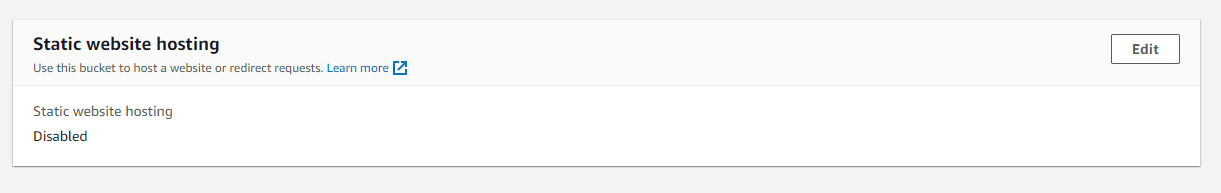 Static website hosting
Edit
Use this bucket to host a website or redirect requests. Learn more
Static website hosting
Disabled